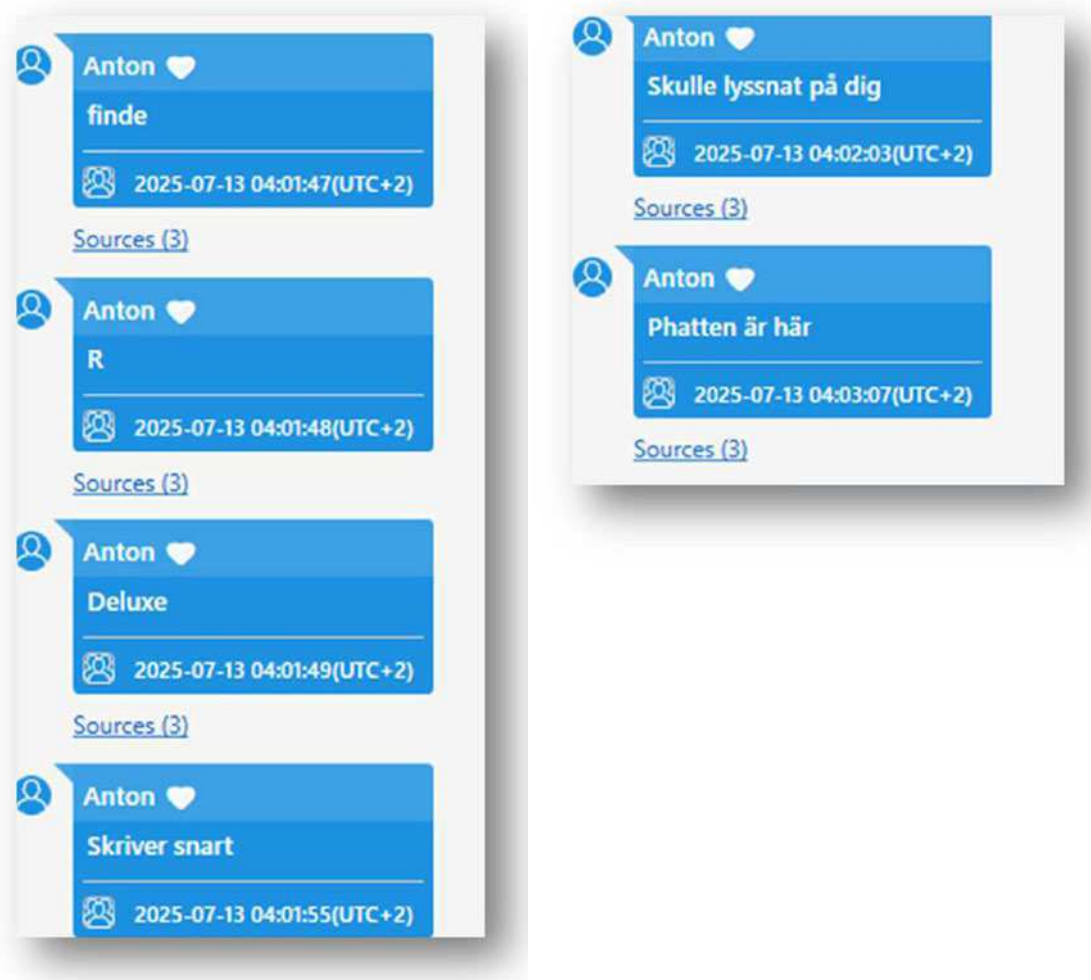 Anton 🤍
finde
2025-07-13 04:01:47(UTC+2)
Sources (3)
Anton 🤍
R
2025-07-13 04:01:48(UTC+2)
Sources (3)
Anton 🤍
Deluxe
2025-07-13 04:01:49(UTC+2)
Sources (3)
Anton 🤍
Skriver snart
2025-07-13 04:01:55(UTC+2)
Anton 🤍
Skulle lyssnat på dig
2025-07-13 04:02:03(UTC+2)
Sources (3)
Anton 🤍
Phatten är här
2025-07-13 04:03:07(UTC+2)
Sources (3)